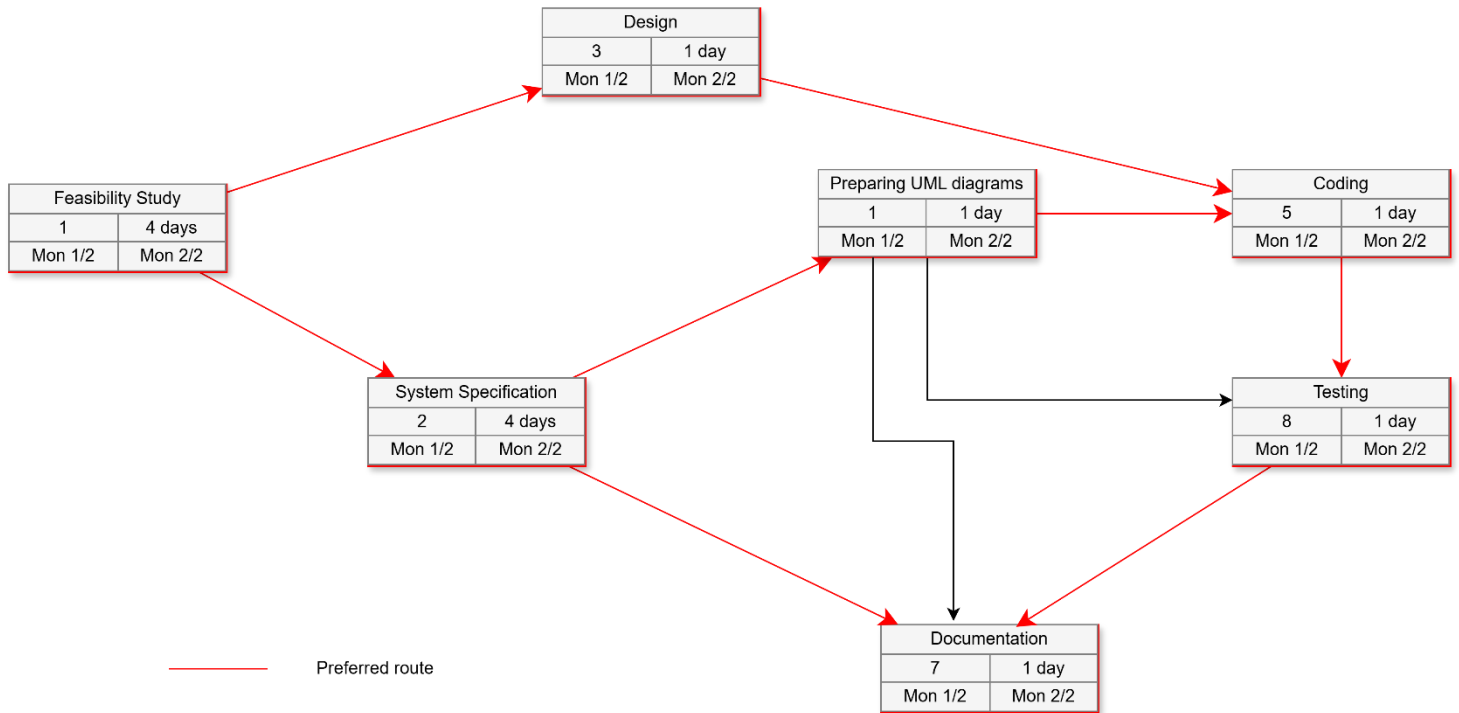 Design
3 1 day
Mon 1/2 Mon 2/2
Feasibility Study
1 4 days
Mon 1/2 Mon 2/2
Preparing UML diagrams
1 1 day
Mon 1/2 Mon 2/2
Coding
5 1 day
Mon 1/2 Mon 2/2
System Specification
2 4 days
Mon 1/2 Mon 2/2
Testing
8 1 day
Mon 1/2 Mon 2/2
Documentation
7 1 day
Mon 1/2 Mon 2/2
Preferred route